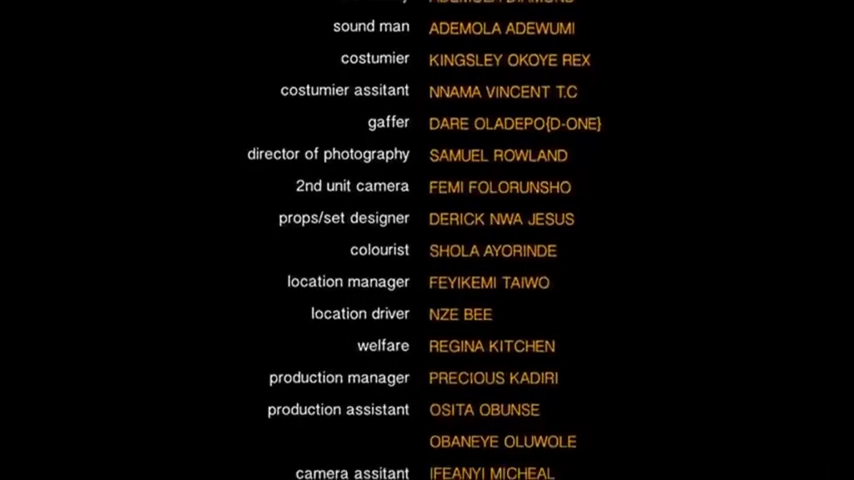 sound man ADEMOLA ADEWUMI
costumier KINGSLEY OKOYE REX
costumier assitant NNAMA VINCENT T.C
gaffer DARE OLADEPO{D-ONE}
director of photography SAMUEL ROWLAND
2nd unit camera FEMI FOLORUNSHO
props/set designer DERICK NWA JESUS
colourist SHOLA AYORINDE
location manager FEYIKEMI TAIWO
location driver NZE BEE
welfare REGINA KITCHEN
production manager PRECIOUS KADIRI
production assistant OSITA OBUNSE
OBANEYE OLUWOLE
camera assitant IFEANYI MICHEAL